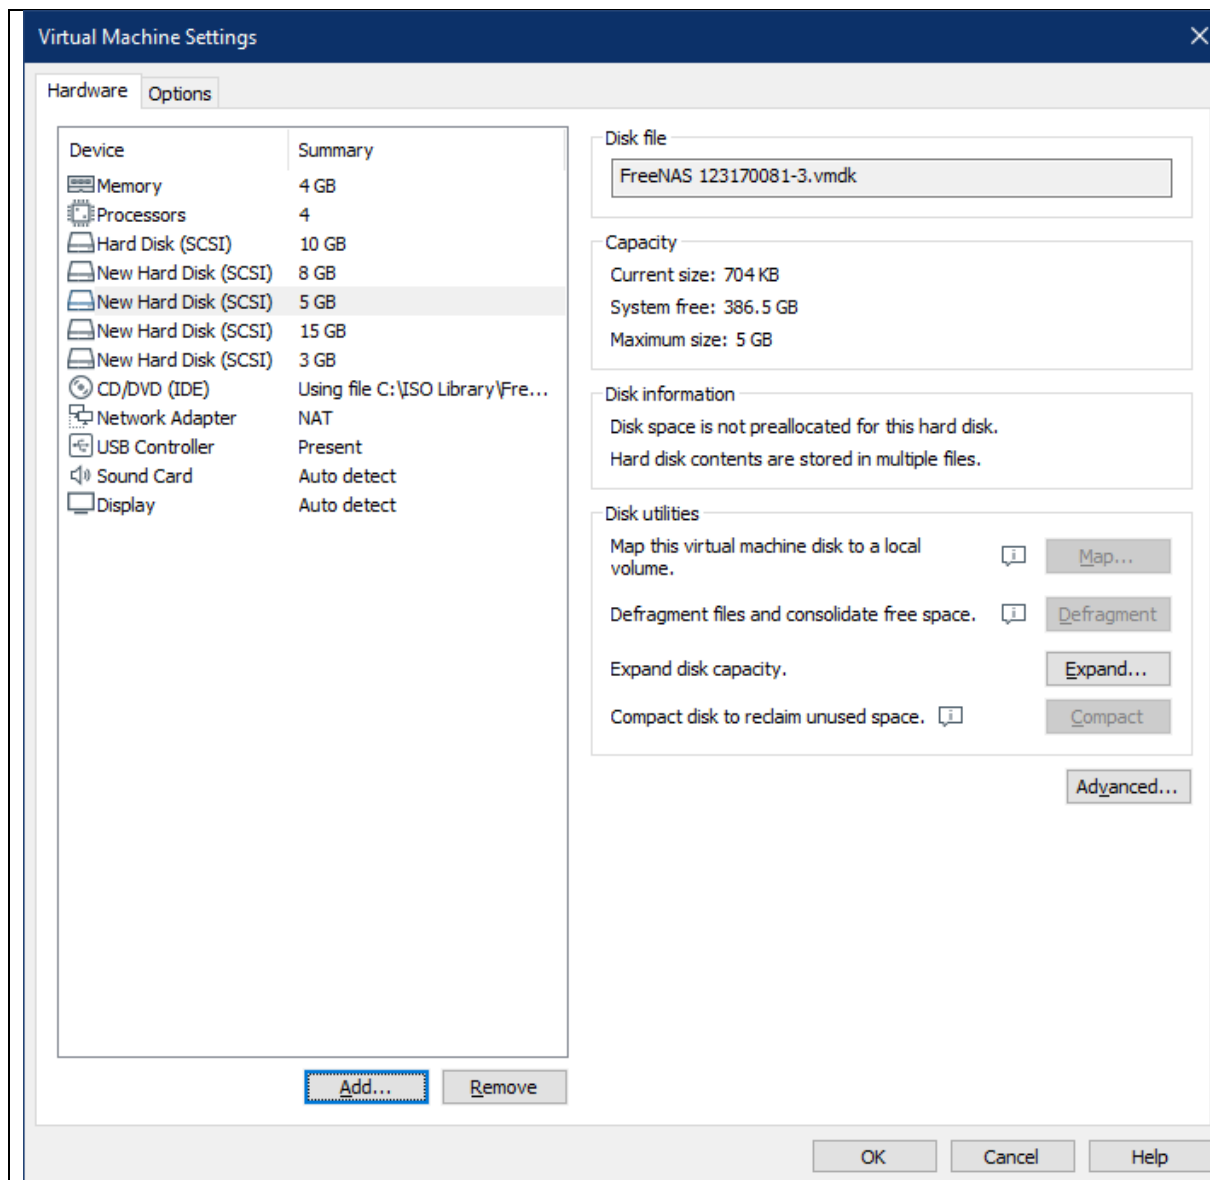 Virtual Machine Settings
Hardware
Options
Device Summary
Memory 4 GB
Processors 4
Hard Disk (SCSI) 10 GB
New Hard Disk (SCSI) 8 GB
New Hard Disk (SCSI) 5 GB
New Hard Disk (SCSI) 15 GB
New Hard Disk (SCSI) 3 GB
CD/DVD (IDE) Using file C:\ISO Library\Fre...
Network Adapter NAT
USB Controller Present
Sound Card Auto detect
Display Auto detect
Add...
Remove
Disk file
FreeNAS 123170081-3.vmdk
Capacity
Current size: 704 KB
System free: 386.5 GB
Maximum size: 5 GB
Disk information
Disk space is not preallocated for this hard disk.
Hard disk contents are stored in multiple files.
Disk utilities
Map this virtual machine disk to a local
volume.
Map...
Defragment files and consolidate free space.
Defragment
Expand disk capacity.
Expand...
Compact disk to reclaim unused space.
Compact
Advanced...
OK
Cancel
Help